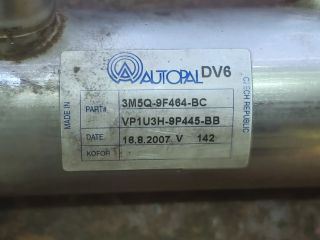 AUTOPAL DV6
MADE IN
PART# 3M5Q-9F464-BC
VP1U3H-9P445-BB
DATE 16.8.2007 V 142
KOFOR
CZECH REPUBLIC